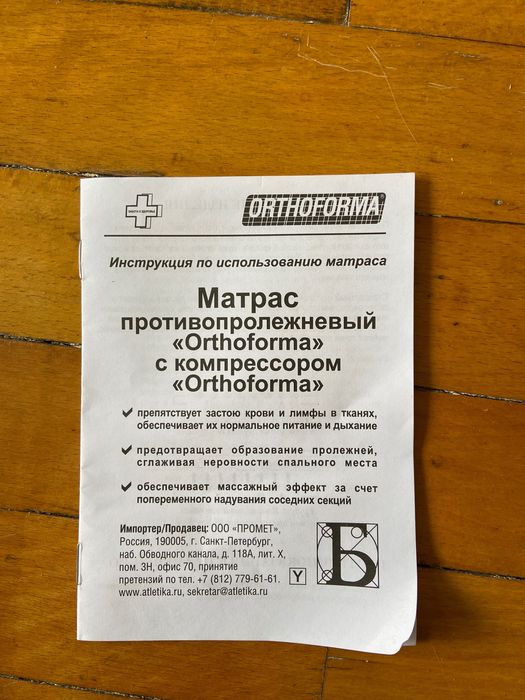 ЗАБОТА О ЗДОРОВЬЕ
ORTHOFORMA
Инструкция по использованию матраса
Матрас
противопролежневый
«Orthoforma»
с компрессором
«Orthoforma»
препятствует застою крови и лимфы в тканях,
обеспечивает их нормальное питание и дыхание
предотвращает образование пролежней,
сглаживая неровности спального места
обеспечивает массажный эффект за счет
попеременного надувания соседних секций
Импортер/Продавец: ООО «ПРОМЕТ»,
Россия, 190005, г. Санкт-Петербург,
наб. Обводного канала, д. 118А, лит. Х,
пом. 3Н, офис 70, принятие
претензий по тел. +7 (812) 779-61-61.
www.atletika.ru, sekretar@atletika.ru
Y
Б